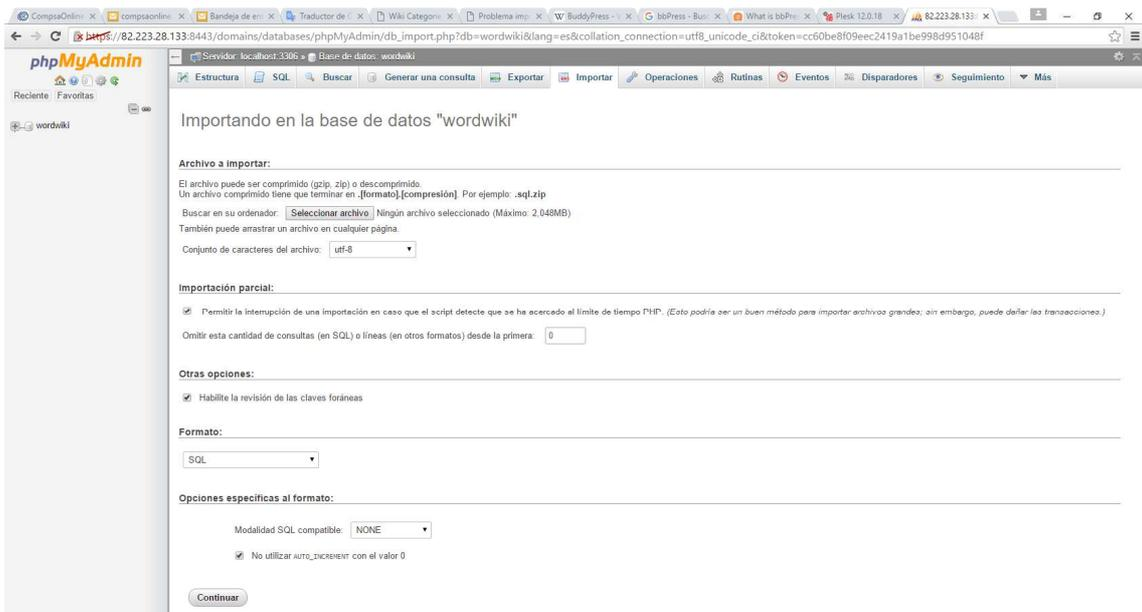 CompsaOnline
compsaonline
Bandeja de en
Traductor de G
Wiki Categorie
Problema imp
BuddyPress - V
bbPress - Busc
What is bbPre
Plesk 12.0.18
82.223.28.133:
https://82.223.28.133:8443/domains/databases/phpMyAdmin/db_import.php?db=wordwiki&lang=es&collation_connection=utf8_unicode_ci&token=cc60be8f09eec2419a1be998d951048f
phpMyAdmin
Reciente Favoritas
wordwiki
Servidor: localhost:3306 » Base de datos: wordwiki
Estructura SQL Buscar Generar una consulta Exportar Importar Operaciones Rutinas Eventos Disparadores Seguimiento Más
Importando en la base de datos "wordwiki"
Archivo a importar:
El archivo puede ser comprimido (gzip, zip) o descomprimido.
Un archivo comprimido tiene que terminar en .[formato].[compresión]. Por ejemplo: .sql.zip
Buscar en su ordenador: Seleccionar archivo Ningún archivo seleccionado (Máximo: 2,048MB)
También puede arrastrar un archivo en cualquier página.
Conjunto de caracteres del archivo: utf-8
Importación parcial:
Permitir la interrupción de una importación en caso que el script detecte que se ha acercado al límite de tiempo PHP. (Esto podría ser un buen método para importar archivos grandes; sin embargo, puede dañar las transacciones.)
Omitir esta cantidad de consultas (en SQL) o líneas (en otros formatos) desde la primera: 0
Otras opciones:
Habilite la revisión de las claves foráneas
Formato:
SQL
Opciones específicas al formato:
Modalidad SQL compatible: NONE
No utilizar AUTO_INCREMENT con el valor 0
Continuar